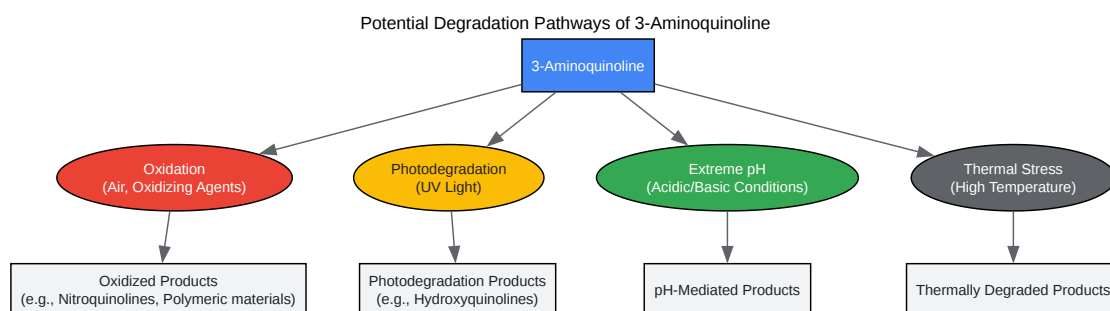 Potential Degradation Pathways of 3-Aminoquinoline
3-Aminoquinoline
Oxidation
(Air, Oxidizing Agents)
Photodegradation
(UV Light)
Extreme pH
(Acidic/Basic Conditions)
Thermal Stress
(High Temperature)
Oxidized Products
(e.g., Nitroquinolines, Polymeric materials)
Photodegradation Products
(e.g., Hydroxyquinolines)
pH-Mediated Products
Thermally Degraded Products